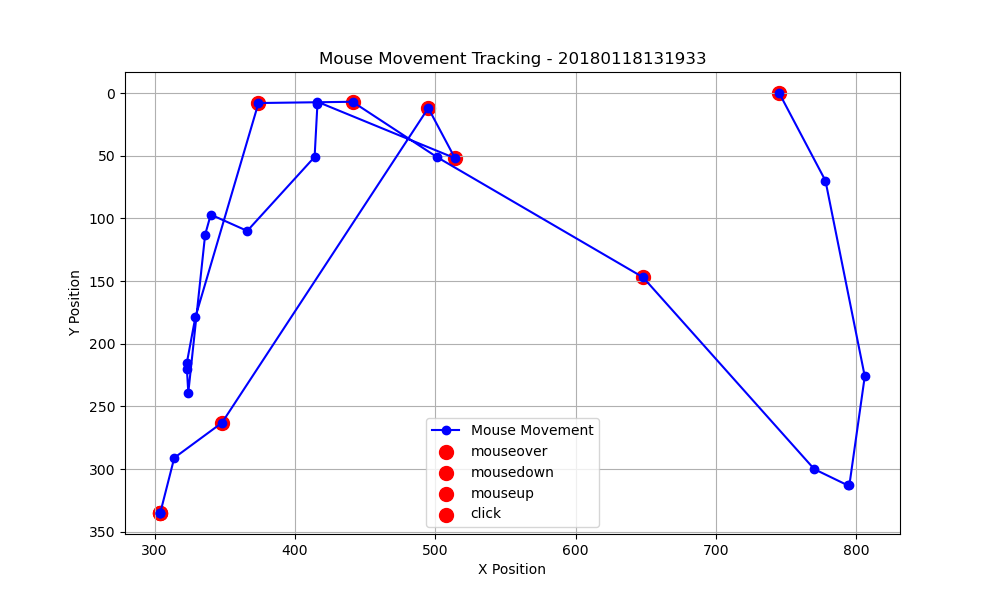 Mouse Movement Tracking - 20180118131933
0
50
100
150
200
250
300
350
Y Position
300
400
500
600
700
800
X Position
Mouse Movement
mouseover
mousedown
mouseup
click